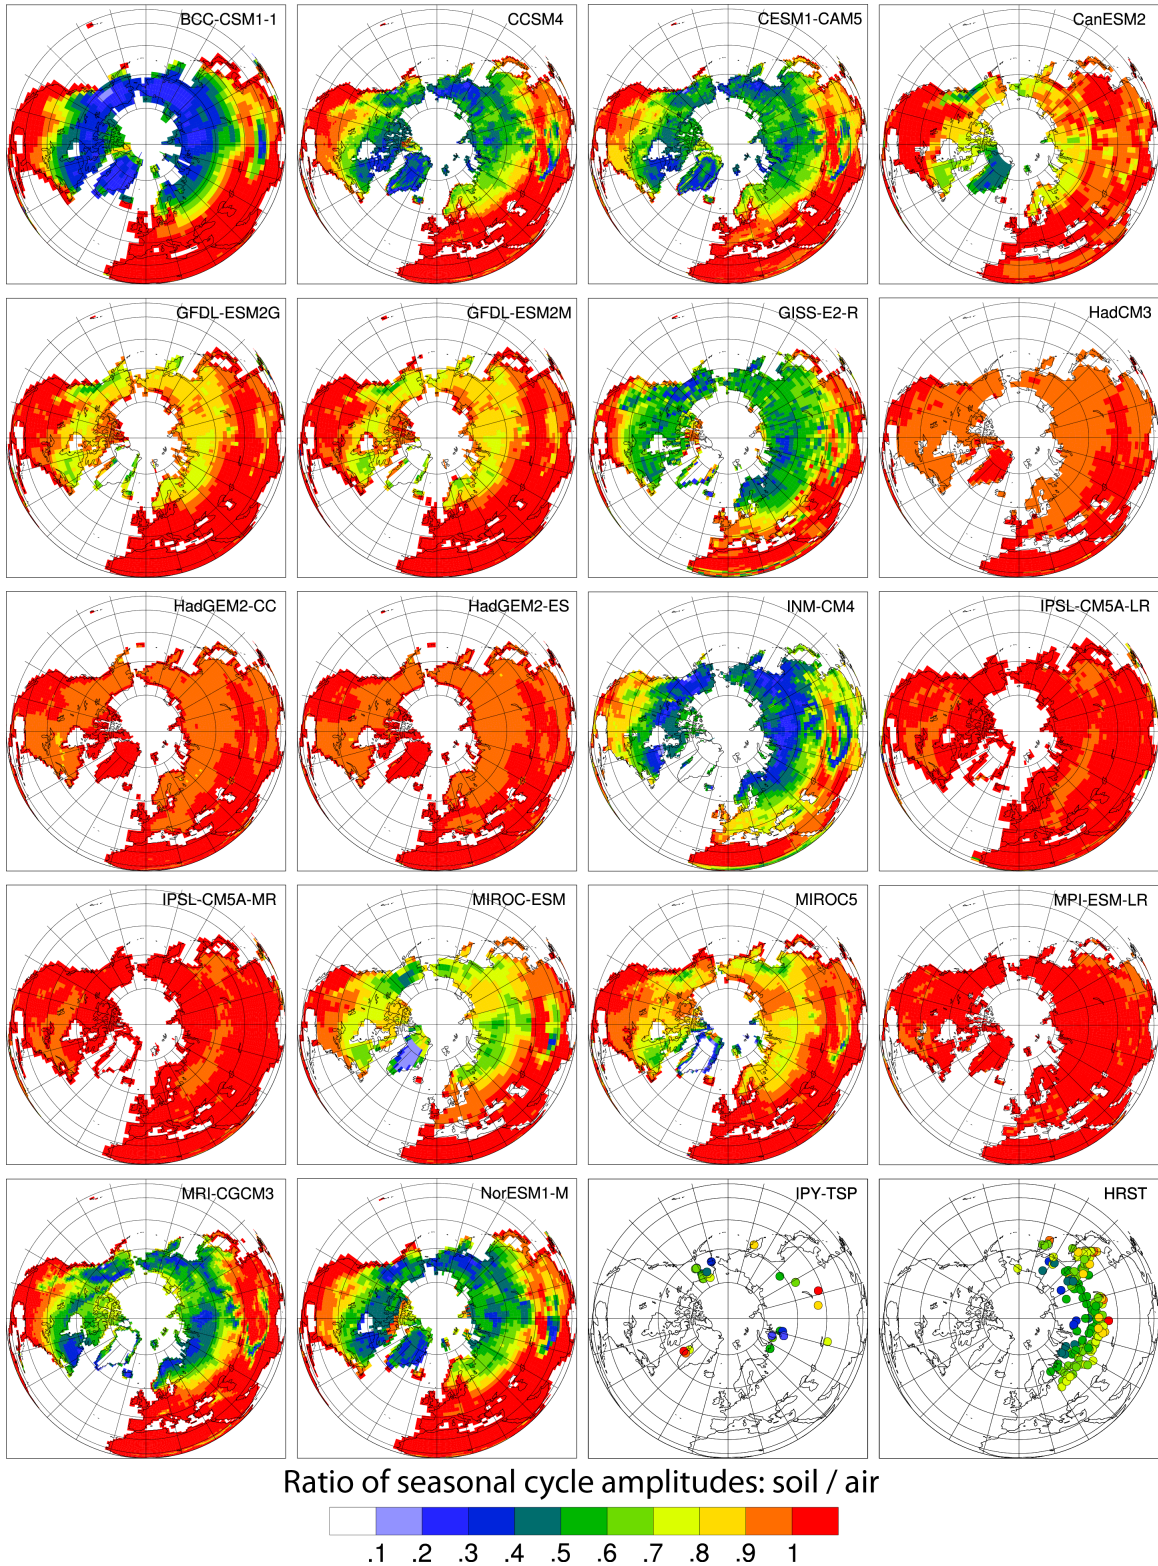 BCC-CSM1-1
CCSM4
CESM1-CAM5
CanESM2
GFDL-ESM2G
GFDL-ESM2M
GISS-E2-R
HadCM3
HadGEM2-CC
HadGEM2-ES
INM-CM4
IPSL-CM5A-LR
IPSL-CM5A-MR
MIROC-ESM
MIROC5
MPI-ESM-LR
MRI-CGCM3
NorESM1-M
IPY-TSP
HRST
Ratio of seasonal cycle amplitudes: soil / air
.1 .2 .3 .4 .5 .6 .7 .8 .9 1